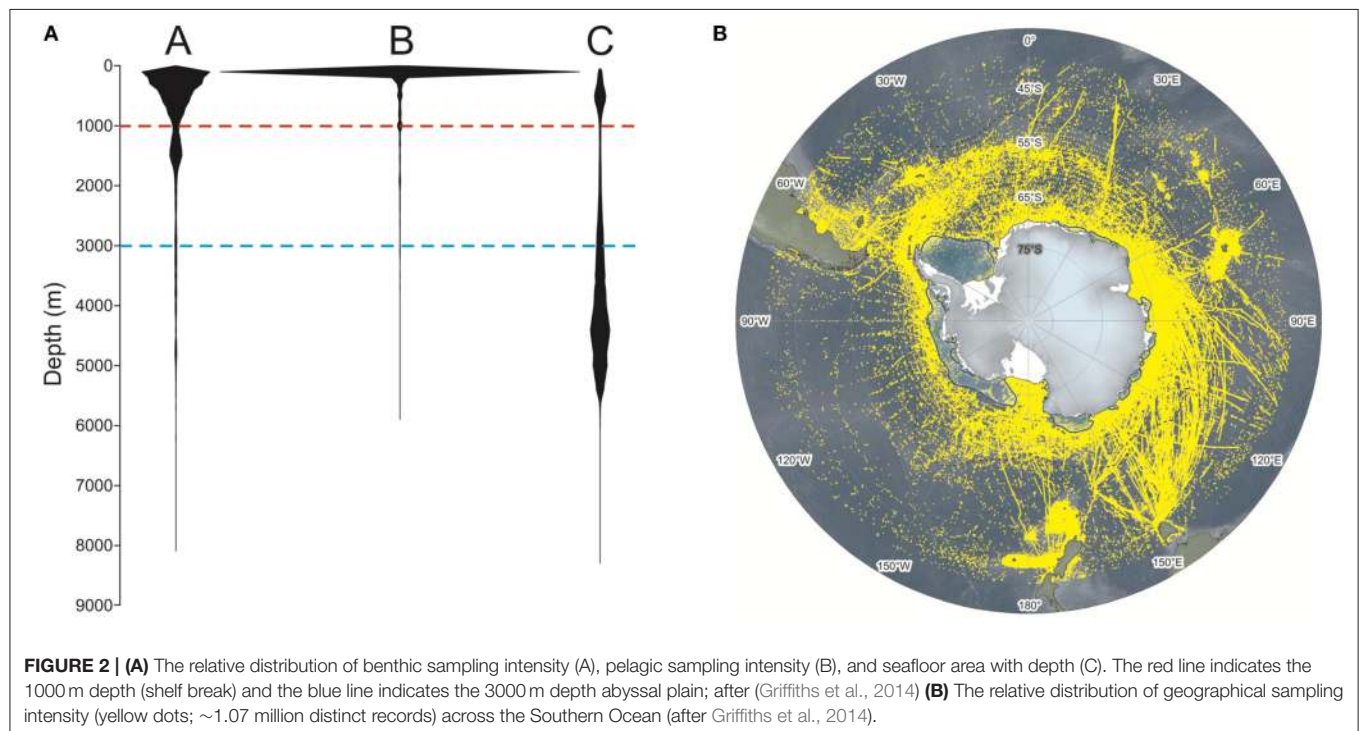 A
A
B
C
0
1000
2000
3000
4000
5000
6000
7000
8000
9000
Depth (m)
B
0°
30°W
30°E
45°S
55°S
60°W
60°E
65°S
75°S
90°W
90°E
120°W
120°E
150°W
150°E
180°
FIGURE 2 | (A) The relative distribution of benthic sampling intensity (A), pelagic sampling intensity (B), and seafloor area with depth (C). The red line indicates the
1000 m depth (shelf break) and the blue line indicates the 3000 m depth abyssal plain; after (Griffiths et al., 2014) (B) The relative distribution of geographical sampling
intensity (yellow dots; ~1.07 million distinct records) across the Southern Ocean (after Griffiths et al., 2014).